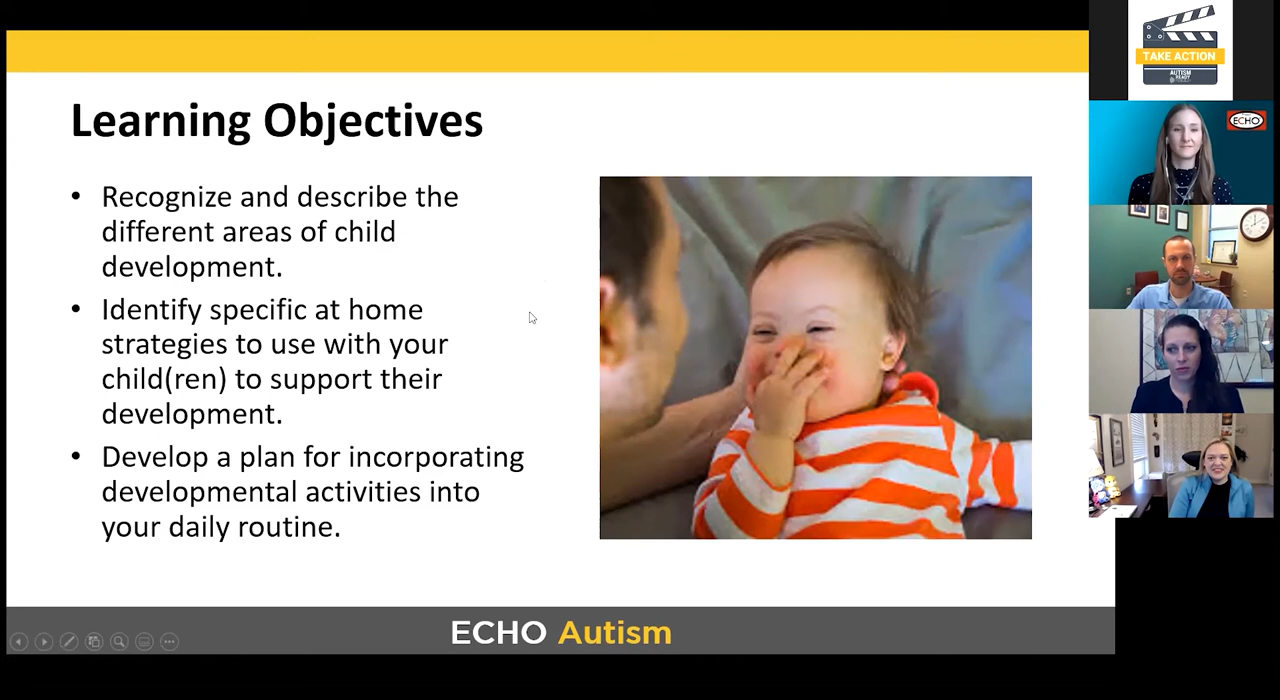 Learning Objectives
• Recognize and describe the
different areas of child
development.
• Identify specific at home
strategies to use with your
child(ren) to support their
development.
• Develop a plan for incorporating
developmental activities into
your daily routine.
ECHO Autism
TAKE ACTION
AUTISM
READY
ECHO